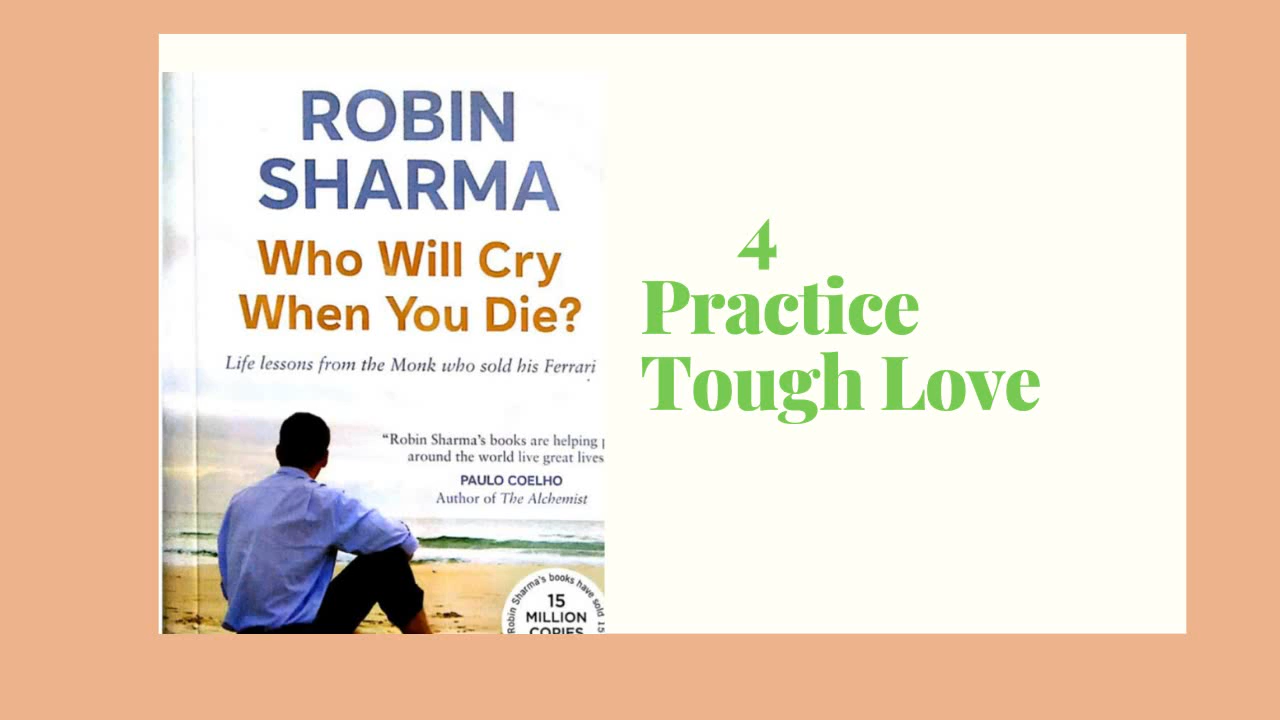 ROBIN
SHARMA
Who Will Cry
When You Die?
Life lessons from the Monk who sold his Ferrari
“Robin Sharma’s books are helping
around the world live great lives
PAULO COELHO
Author of The Alchemist
Robin Sharma’s books have sold 15
15
MILLION
COPIES
4
Practice
Tough Love